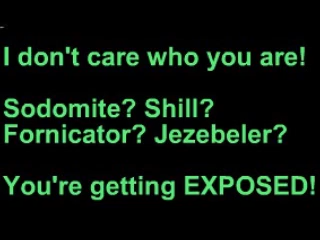 I don't care who you are!
Sodomite? Shill?
Fornicator? Jezebeler?
You're getting EXPOSED!